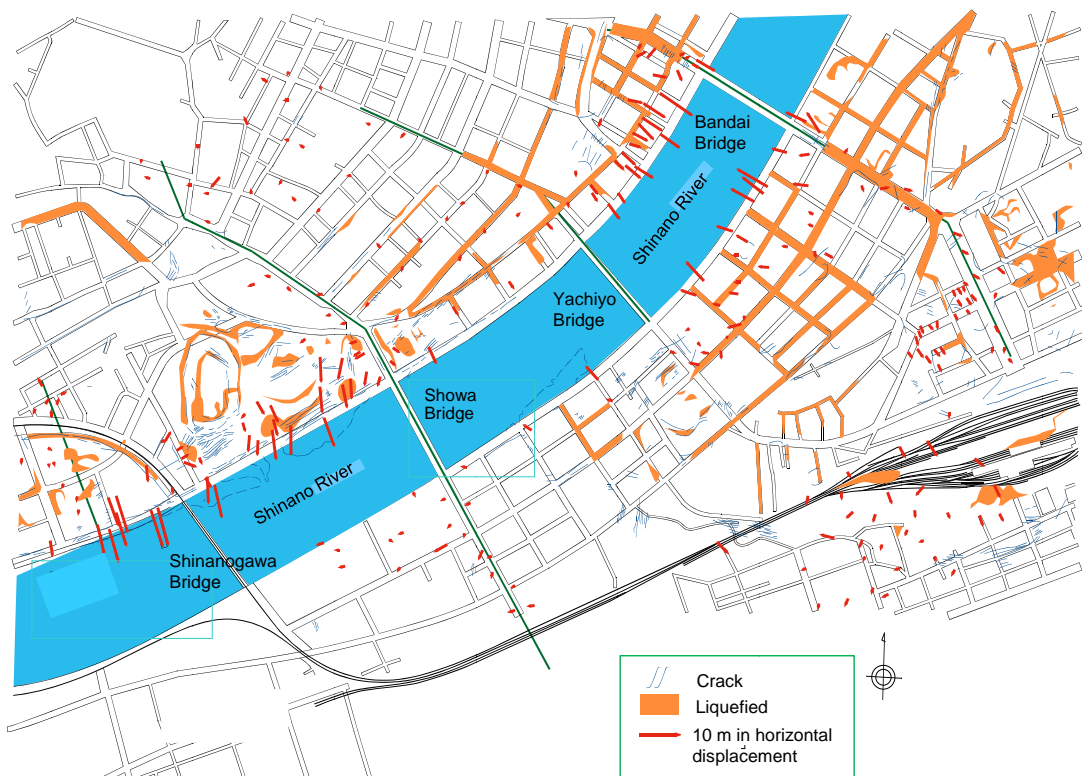 Bandai
Bridge
Shinano River
Yachiyo
Bridge
Showa
Bridge
Shinano River
Shinanogawa
Bridge
Crack
Liquefied
10 m in horizontal
displacement